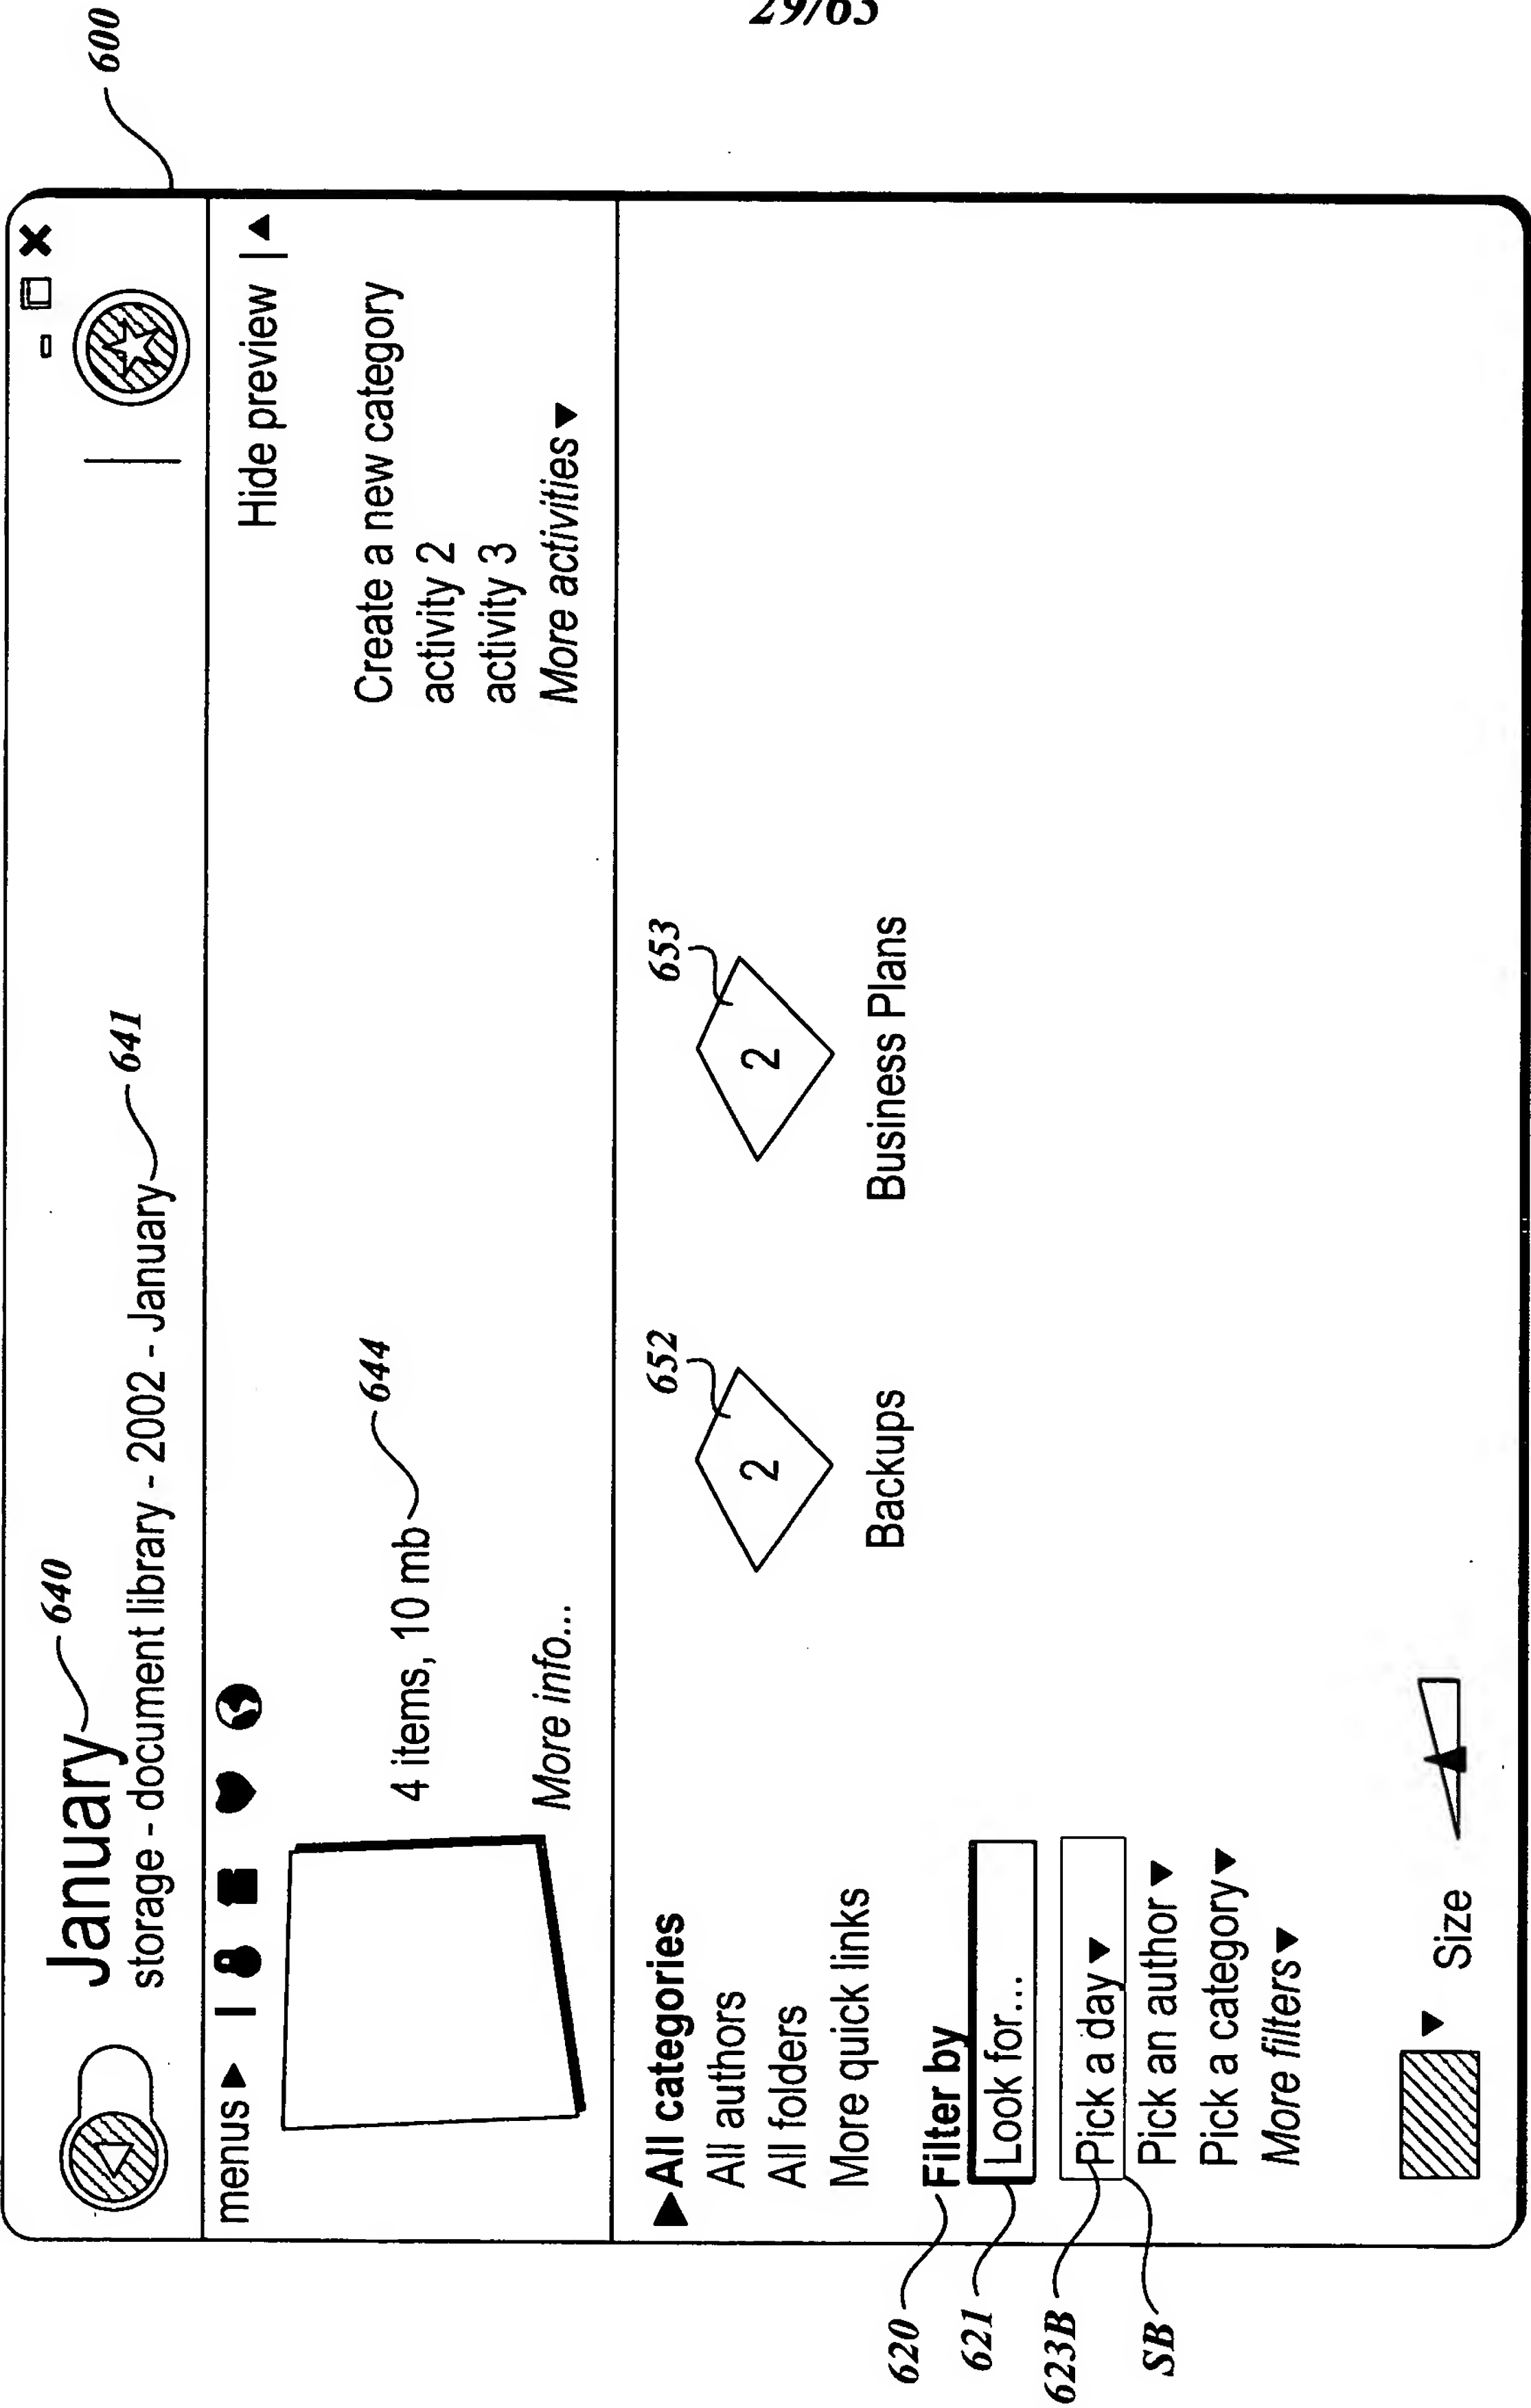 29/65
600
January 640
storage - document library - 2002 - January 641
menus
Hide preview
4 items, 10 mb 644
More info...
Create a new category
activity 2
activity 3
More activities
All categories
All authors
All folders
More quick links
620 Filter by
621 Look for...
623B Pick a day
SB
Pick an author
Pick a category
More filters
Size
652
2
Backups
653
2
Business Plans